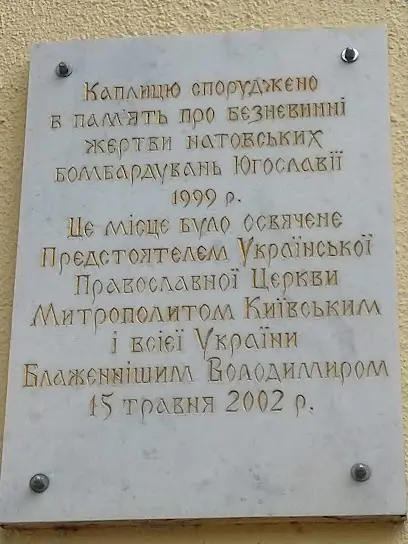 Каплицю споруджено
в пам'ять про безневинні
жертви натовських
бомбардувань Югославії
1999 р.
Це місце було освячене
Предстоятелем Української
Православної Церкви
Митрополитом Київським
і всієї України
Блаженнішим Володимиром
15 травня 2002 р.